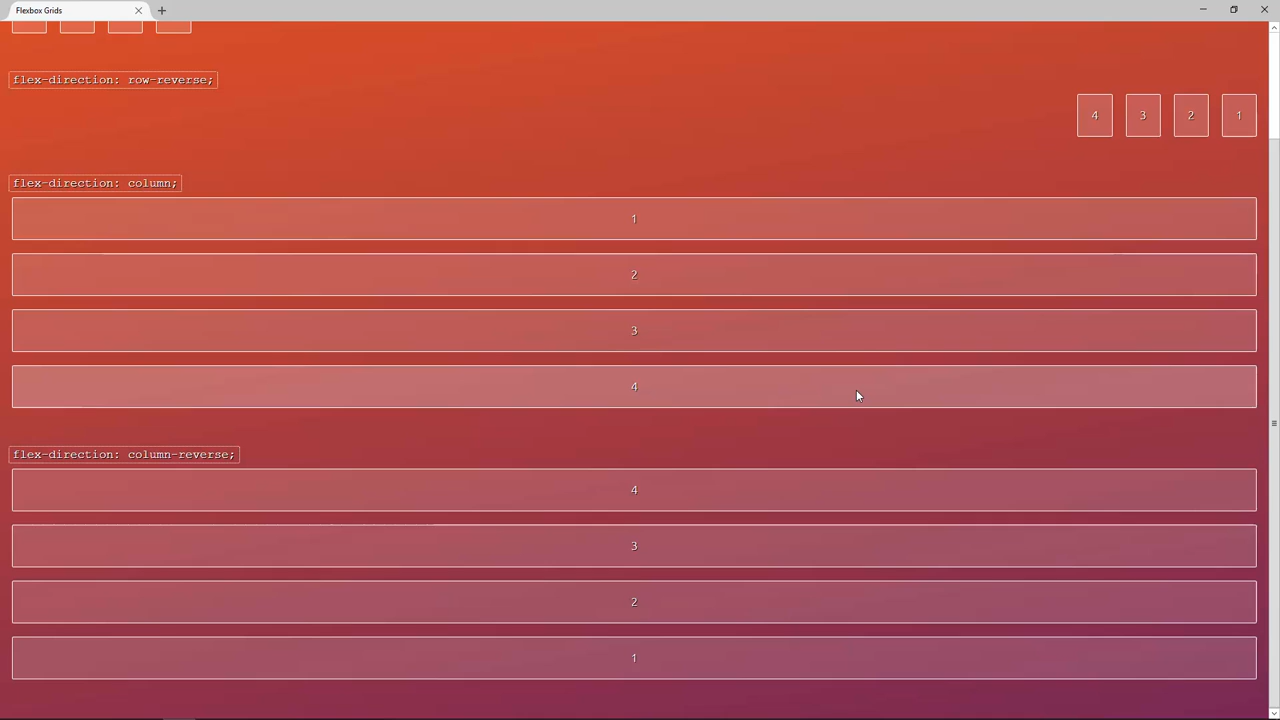 Flexbox Grids
flex-direction: row-reverse;
4 3 2 1
flex-direction: column;
1
2
3
4
flex-direction: column-reverse;
4
3
2
1